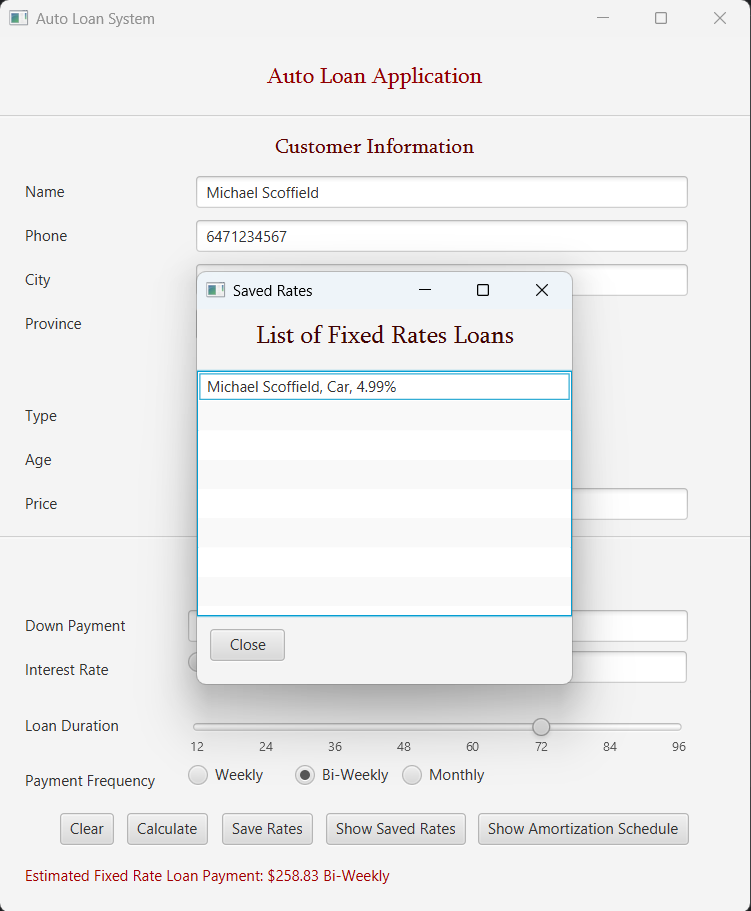 Auto Loan System
Auto Loan Application
Customer Information
Name Michael Scoffield
Phone 6471234567
City
Province
Saved Rates
List of Fixed Rates Loans
Michael Scoffield, Car, 4.99%
Close
Type
Age
Price
Down Payment
Interest Rate
Loan Duration
12 24 36 48 60 72 84 96
Payment Frequency Weekly Bi-Weekly Monthly
Clear Calculate Save Rates Show Saved Rates Show Amortization Schedule
Estimated Fixed Rate Loan Payment: $258.83 Bi-Weekly